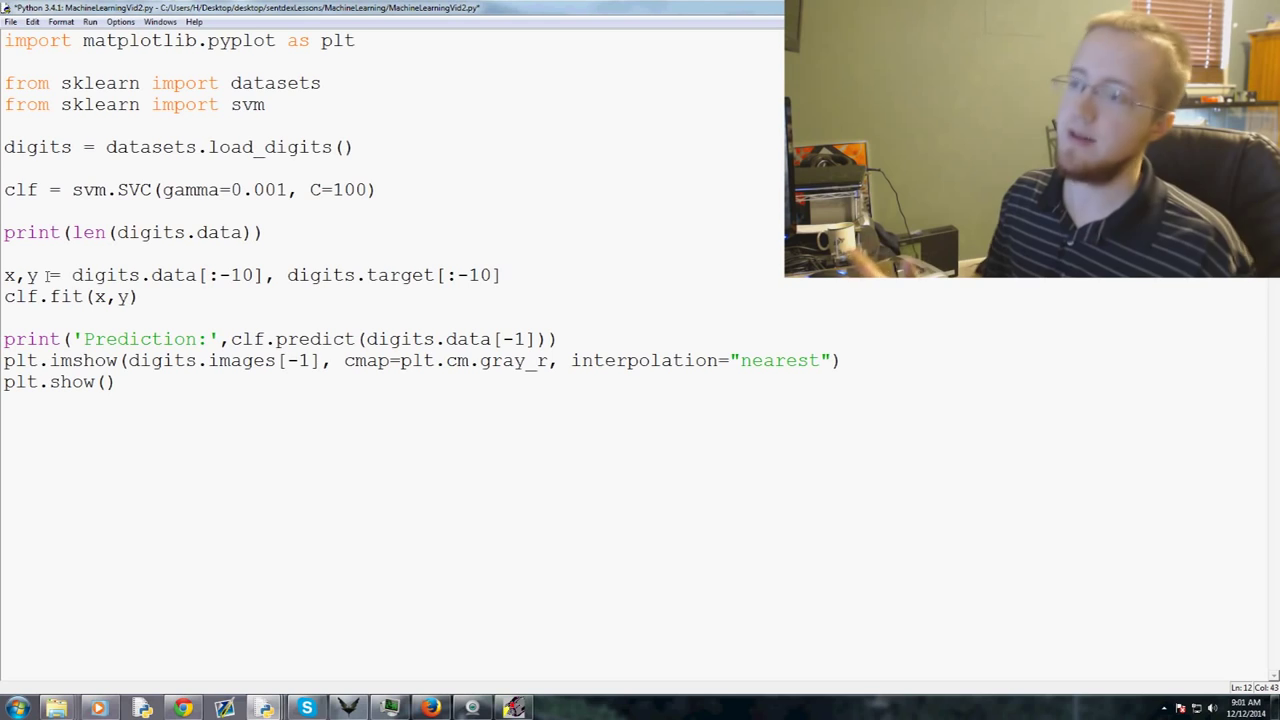 *Python 3.4.1: MachineLearningVid2.py - C:/Users/H/Desktop/desktop/sentdexLessons/MachineLearning/MachineLearningVid2.py*
File Edit Format Run Options Windows Help
import matplotlib.pyplot as plt
from sklearn import datasets
from sklearn import svm
digits = datasets.load_digits()
clf = svm.SVC(gamma=0.001, C=100)
print(len(digits.data))
x,y = digits.data[:-10], digits.target[:-10]
clf.fit(x,y)
print('Prediction:',clf.predict(digits.data[-1]))
plt.imshow(digits.images[-1], cmap=plt.cm.gray_r, interpolation="nearest")
plt.show()
Ln: 12 Col: 43
9:01 AM
12/12/2014